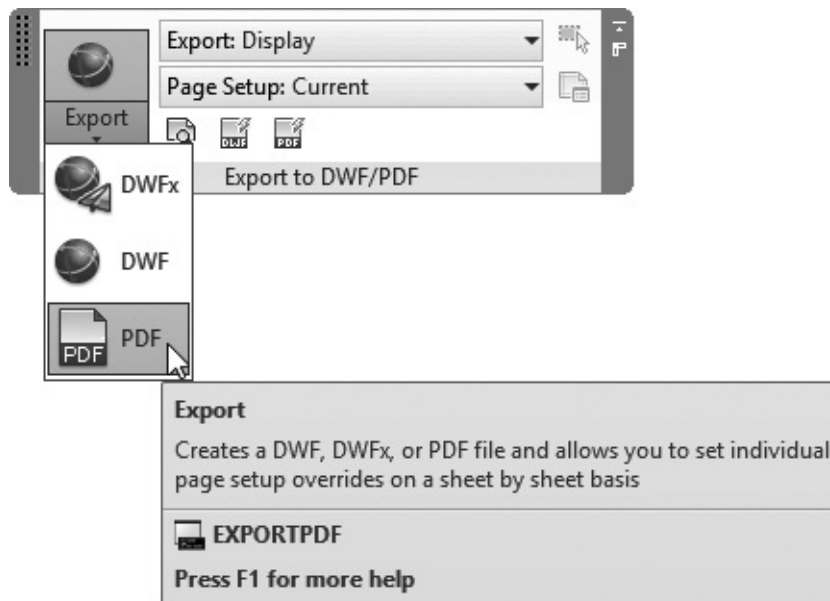 Export: Display
Page Setup: Current
Export
DWF
PDF
Export to DWF/PDF
DWFx
DWF
PDF
PDF
Export
Creates a DWF, DWFx, or PDF file and allows you to set individual
page setup overrides on a sheet by sheet basis
EXPORTPDF
Press F1 for more help